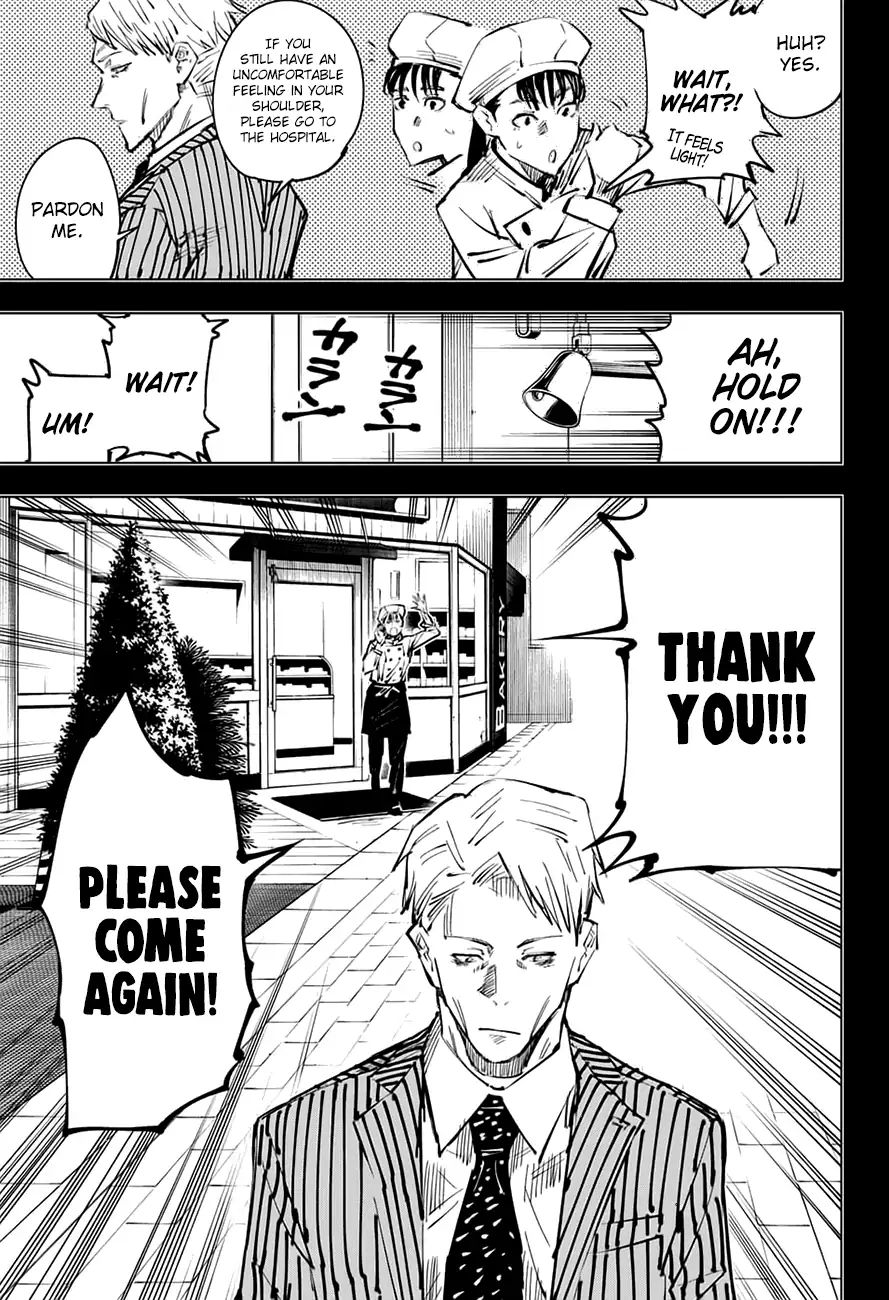 HUH?
YES.
WAIT,
WHAT?!
IT FEELS
LIGHT!
IF YOU
STILL HAVE AN
UNCOMFORTABLE
FEELING IN YOUR
SHOULDER,
PLEASE GO TO
THE HOSPITAL.
PARDON
ME.
AH,
HOLD
ON!!!
カラン
カラン
WAIT!
UM!
THANK
YOU!!!
BAKERY
PLEASE
COME
AGAIN!